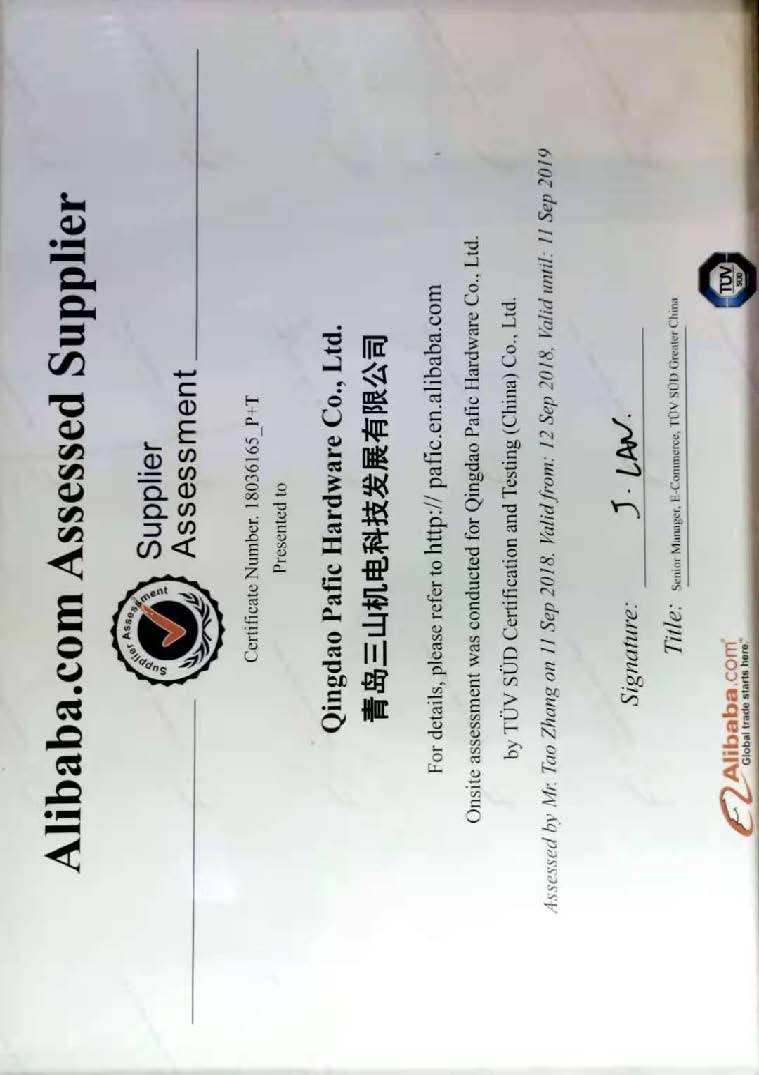 Alibaba.com Assessed Supplier
Supplier Assessment
Supplier
Assessment
Certificate Number. 18036165_P+T
Presented to
Qingdao Pafic Hardware Co., Ltd.
青岛三山机电科技发展有限公司
For details, please refer to http:// pafic.en.alibaba.com
Onsite assessment was conducted for Qingdao Pafic Hardware Co., Ltd.
by TÜV SÜD Certification and Testing (China) Co., Ltd.
Assessed by Mr. Tao Zhang on 11 Sep 2018. Valid from: 12 Sep 2018, Valid until: 11 Sep 2019
Signature: J. LAN.
Title: Senior Manager, E-Commerce, TÜV SÜD Greater China
Alibaba.com®
Global trade starts here.™
TÜV
SÜD